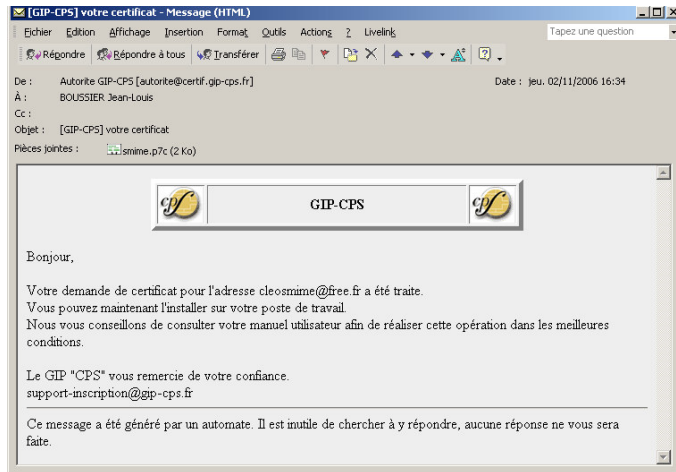 [GIP-CPS] votre certificat - Message (HTML)
Fichier Edition Affichage Insertion Format Outils Actions ? Livelink Tapez une question
Répondre Répondre à tous Transférer
De : Autorite GIP-CPS [autorite@certif.gip-cps.fr] Date : jeu. 02/11/2006 16:34
À : BOUSSIER Jean-Louis
Cc :
Objet : [GIP-CPS] votre certificat
Pièces jointes : smime.p7c (2 Ko)
cps GIP-CPS cps
Bonjour,
Votre demande de certificat pour l'adresse cleosmime@free.fr a été traite.
Vous pouvez maintenant l'installer sur votre poste de travail.
Nous vous conseillons de consulter votre manuel utilisateur afin de réaliser cette opération dans les meilleures
conditions.
Le GIP "CPS" vous remercie de votre confiance.
support-inscription@gip-cps.fr
Ce message a été généré par un automate. Il est inutile de chercher à y répondre, aucune réponse ne vous sera
faite.